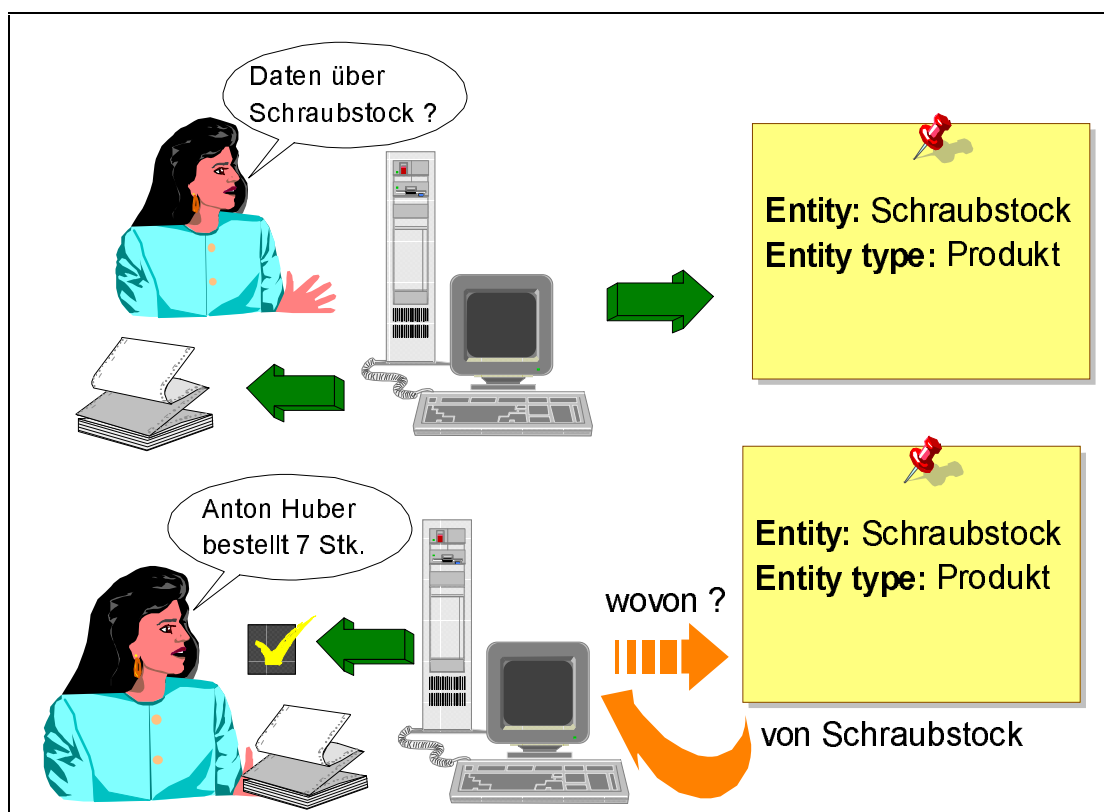 Daten über
Schraubstock ?
Entity: Schraubstock
Entity type: Produkt
Anton Huber
bestellt 7 Stk.
wovon ?
Entity: Schraubstock
Entity type: Produkt
von Schraubstock